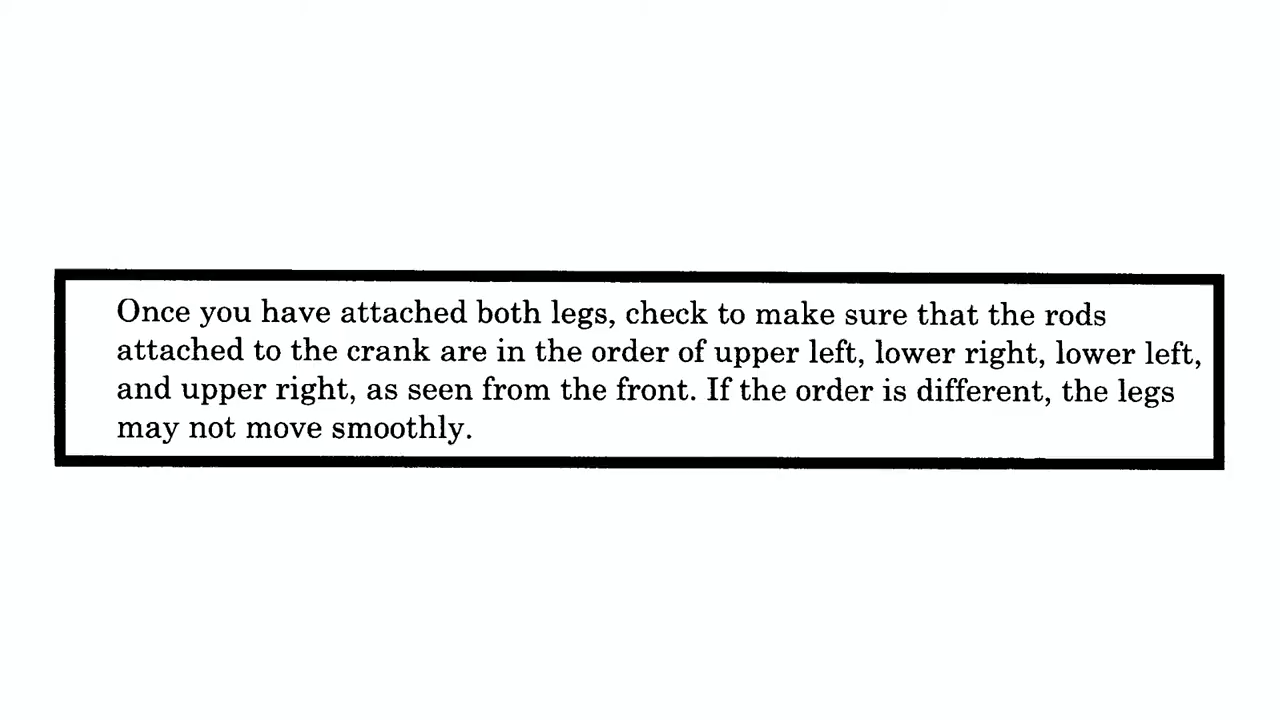 Once you have attached both legs, check to make sure that the rods
attached to the crank are in the order of upper left, lower right, lower left,
and upper right, as seen from the front. If the order is different, the legs
may not move smoothly.